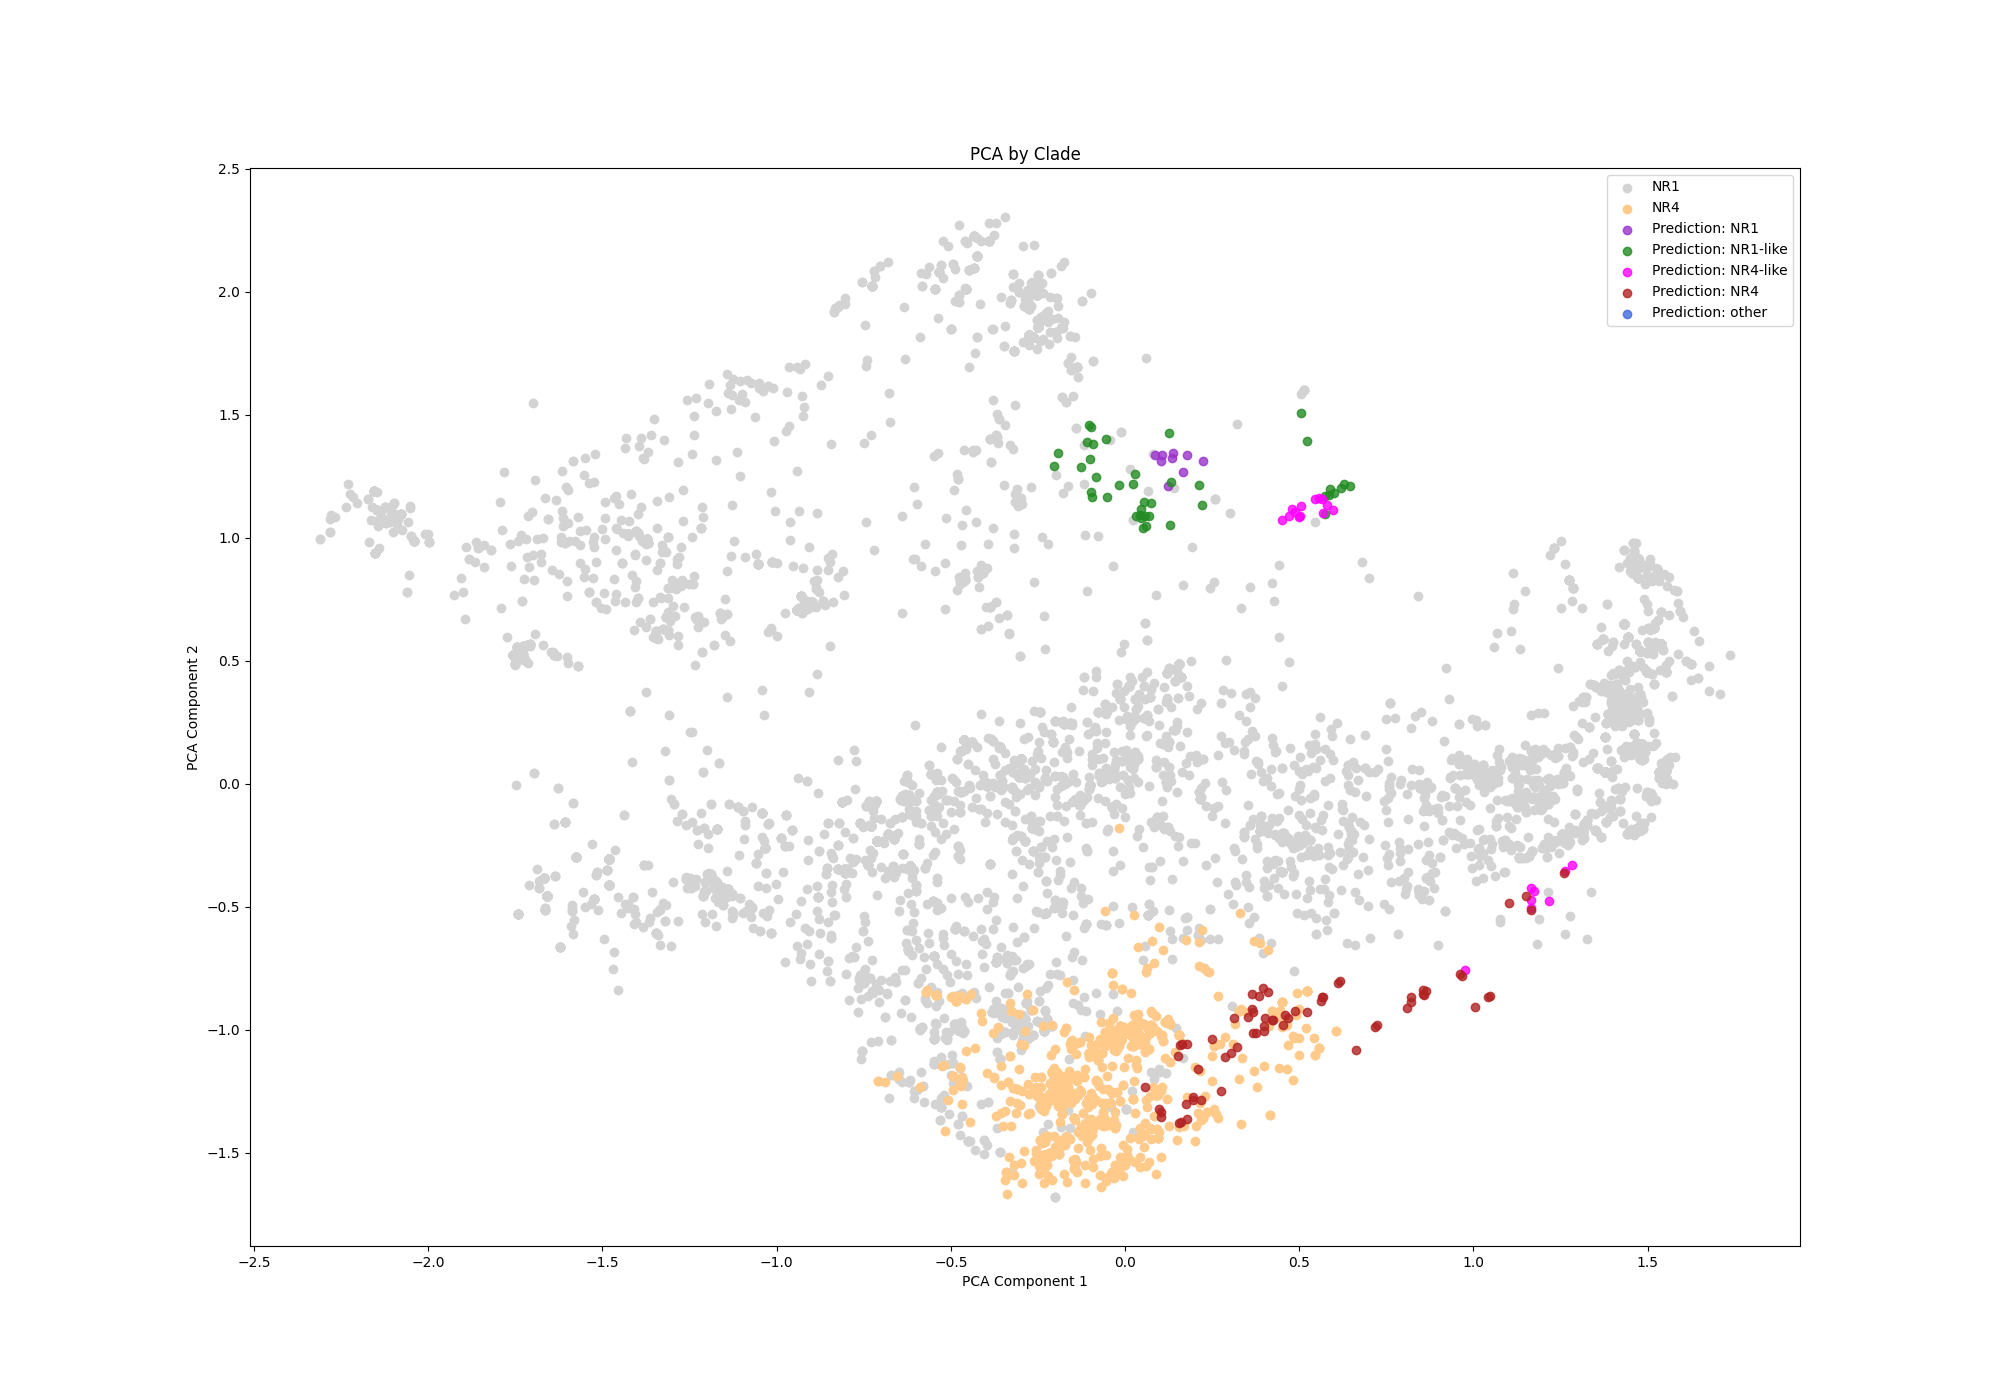 PCA by Clade
NR1
NR4
Prediction: NR1
Prediction: NR1-like
Prediction: NR4-like
Prediction: NR4
Prediction: other
PCA Component 2
2.5
2.0
1.5
1.0
0.5
0.0
−0.5
−1.0
−1.5
−2.5 −2.0 −1.5 −1.0 −0.5 0.0 0.5 1.0 1.5
PCA Component 1